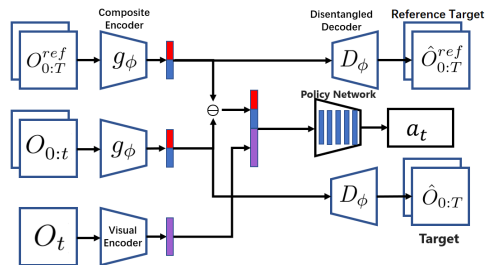 Composite
Encoder
Disentangled
Decoder
Reference Target
O^{ref}_{0:T}
g_ϕ
D_ϕ
Ô^{ref}_{0:T}
⊖
Policy Network
O_{0:t}
g_ϕ
a_t
D_ϕ
Ô_{0:T}
O_t
Visual
Encoder
Target